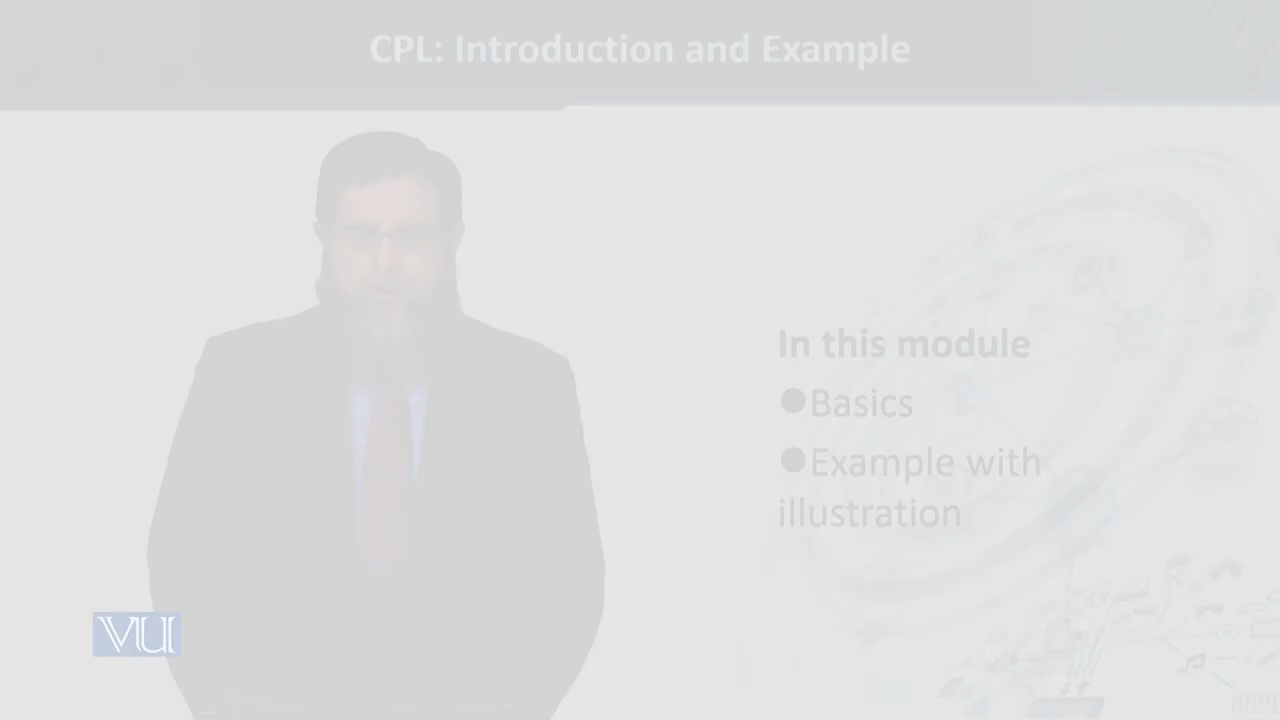 CPL: Introduction and Example
In this module
●Basics
●Example with
illustration
VU